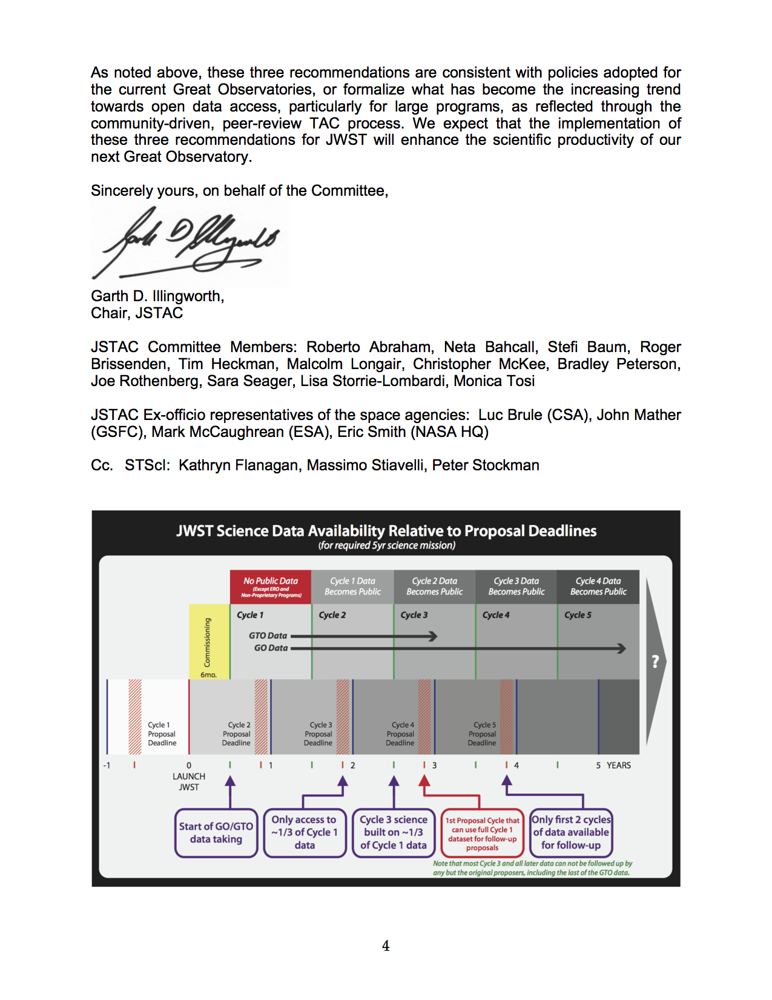 As noted above, these three recommendations are consistent with policies adopted for
the current Great Observatories, or formalize what has become the increasing trend
towards open data access, particularly for large programs, as reflected through the
community-driven, peer-review TAC process. We expect that the implementation of
these three recommendations for JWST will enhance the scientific productivity of our
next Great Observatory.
Sincerely yours, on behalf of the Committee,
Garth D Illingworth
Garth D. Illingworth,
Chair, JSTAC
JSTAC Committee Members: Roberto Abraham, Neta Bahcall, Stefi Baum, Roger
Brissenden, Tim Heckman, Malcolm Longair, Christopher McKee, Bradley Peterson,
Joe Rothenberg, Sara Seager, Lisa Storrie-Lombardi, Monica Tosi
JSTAC Ex-officio representatives of the space agencies: Luc Brule (CSA), John Mather
(GSFC), Mark McCaughrean (ESA), Eric Smith (NASA HQ)
Cc. STScI: Kathryn Flanagan, Massimo Stiavelli, Peter Stockman
JWST Science Data Availability Relative to Proposal Deadlines
(for required 5yr science mission)
No Public Data
(Except ERO and
Non-Proprietary Programs)
Cycle 1 Data
Becomes Public
Cycle 2 Data
Becomes Public
Cycle 3 Data
Becomes Public
Cycle 4 Data
Becomes Public
Commissioning
6mo.
Cycle 1
Cycle 2
Cycle 3
Cycle 4
Cycle 5
GTO Data
GO Data
?
Cycle 1
Proposal
Deadline
Cycle 2
Proposal
Deadline
Cycle 3
Proposal
Deadline
Cycle 4
Proposal
Deadline
Cycle 5
Proposal
Deadline
-1 0 1 2 3 4 5 YEARS
LAUNCH
JWST
Start of GO/GTO
data taking
Only access to
~1/3 of Cycle 1
data
Cycle 3 science
built on ~1/3
of Cycle 1 data
1st Proposal Cycle that
can use full Cycle 1
dataset for follow-up
proposals
Only first 2 cycles
of data available
for follow-up
Note that most Cycle 3 and all later data can not be followed up by
any but the original proposers, including the last of the GTO data.
4